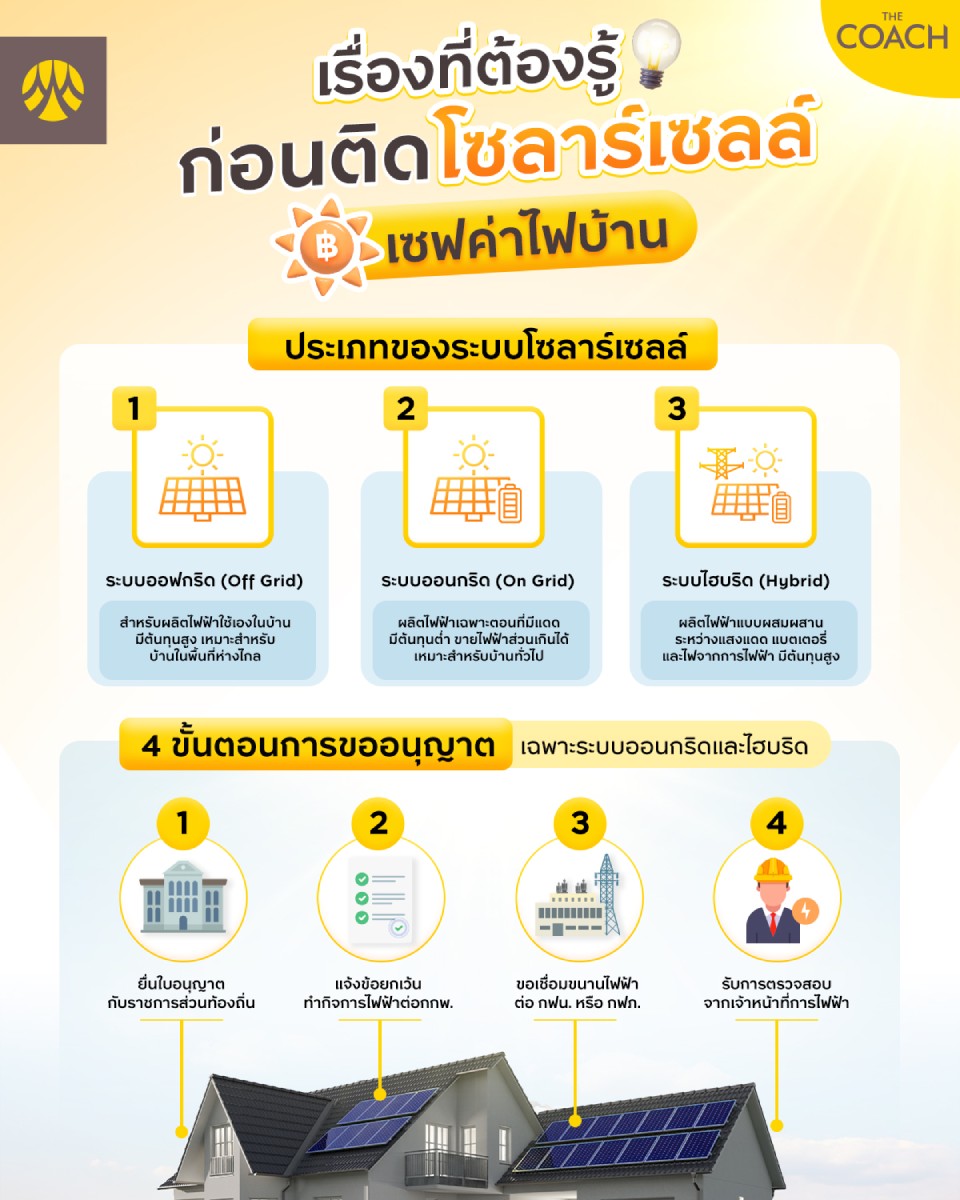 THE
COACH
เรื่องที่ต้องรู้
ก่อนติดโซลาร์เซลล์
฿ เซฟค่าไฟบ้าน
ประเภทของระบบโซลาร์เซลล์
1
ระบบออฟกริด (Off Grid)
สำหรับผลิตไฟฟ้าใช้เองในบ้าน
มีต้นทุนสูง เหมาะสำหรับ
บ้านในพื้นที่ห่างไกล
2
ระบบออนกริด (On Grid)
ผลิตไฟฟ้าเฉพาะตอนที่มีแดด
มีต้นทุนต่ำ ขายไฟฟ้าส่วนเกินได้
เหมาะสำหรับบ้านทั่วไป
3
ระบบไฮบริด (Hybrid)
ผลิตไฟฟ้าแบบผสมผสาน
ระหว่างแสงแดด แบตเตอรี่
และไฟจากการไฟฟ้า มีต้นทุนสูง
4 ขั้นตอนการขออนุญาต เฉพาะระบบออนกริดและไฮบริด
1
ยื่นใบอนุญาต
กับราชการส่วนท้องถิ่น
2
แจ้งข้อยกเว้น
ทำกิจการไฟฟ้าต่อกกพ.
3
ขอเชื่อมขนานไฟฟ้า
ต่อ กฟน. หรือ กฟภ.
4
รับการตรวจสอบ
จากเจ้าหน้าที่การไฟฟ้า